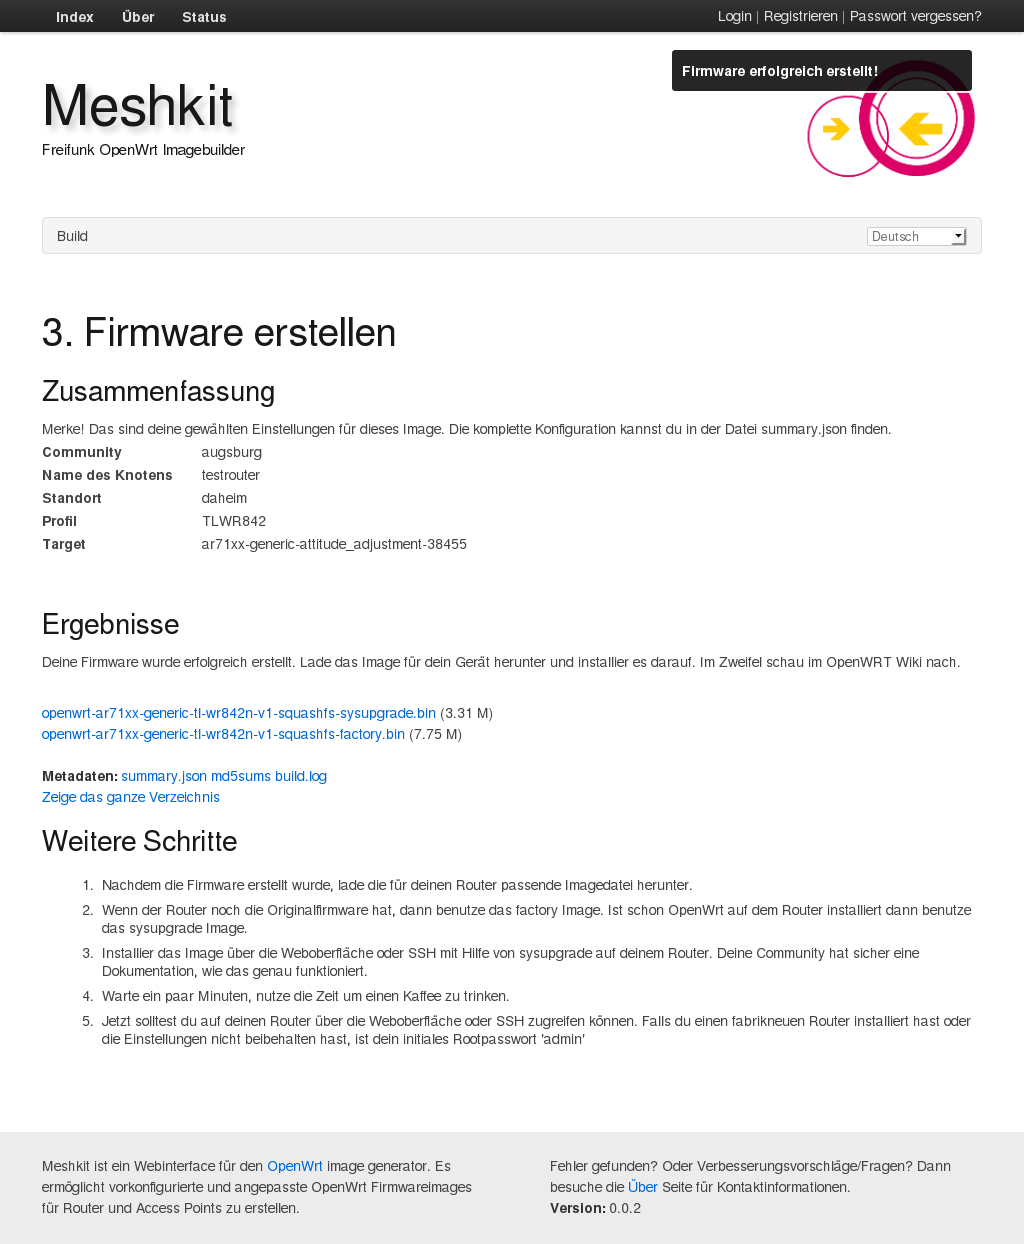 Index Über Status Login | Registrieren | Passwort vergessen?
Firmware erfolgreich erstellt!
Meshkit
Freifunk OpenWrt Imagebuilder
Build Deutsch
3. Firmware erstellen
Zusammenfassung
Merke! Das sind deine gewählten Einstellungen für dieses Image. Die komplette Konfiguration kannst du in der Datei summary.json finden.
Community augsburg
Name des Knotens testrouter
Standort daheim
Profil TLWR842
Target ar71xx-generic-attitude_adjustment-38455
Ergebnisse
Deine Firmware wurde erfolgreich erstellt. Lade das Image für dein Gerät herunter und installier es darauf. Im Zweifel schau im OpenWRT Wiki nach.
openwrt-ar71xx-generic-tl-wr842n-v1-squashfs-sysupgrade.bin (3.31 M)
openwrt-ar71xx-generic-tl-wr842n-v1-squashfs-factory.bin (7.75 M)
Metadaten: summary.json md5sums build.log
Zeige das ganze Verzeichnis
Weitere Schritte
1. Nachdem die Firmware erstellt wurde, lade die für deinen Router passende Imagedatei herunter.
2. Wenn der Router noch die Originalfirmware hat, dann benutze das factory Image. Ist schon OpenWrt auf dem Router installiert dann benutze
das sysupgrade Image.
3. Installier das Image über die Weboberfläche oder SSH mit Hilfe von sysupgrade auf deinem Router. Deine Community hat sicher eine
Dokumentation, wie das genau funktioniert.
4. Warte ein paar Minuten, nutze die Zeit um einen Kaffee zu trinken.
5. Jetzt solltest du auf deinen Router über die Weboberfläche oder SSH zugreifen können. Falls du einen fabrikneuen Router installiert hast oder
die Einstellungen nicht beibehalten hast, ist dein initiales Rootpasswort 'admin'
Meshkit ist ein Webinterface für den OpenWrt image generator. Es
ermöglicht vorkonfigurierte und angepasste OpenWrt Firmwareimages
für Router und Access Points zu erstellen.
Fehler gefunden? Oder Verbesserungsvorschläge/Fragen? Dann
besuche die Über Seite für Kontaktinformationen.
Version: 0.0.2